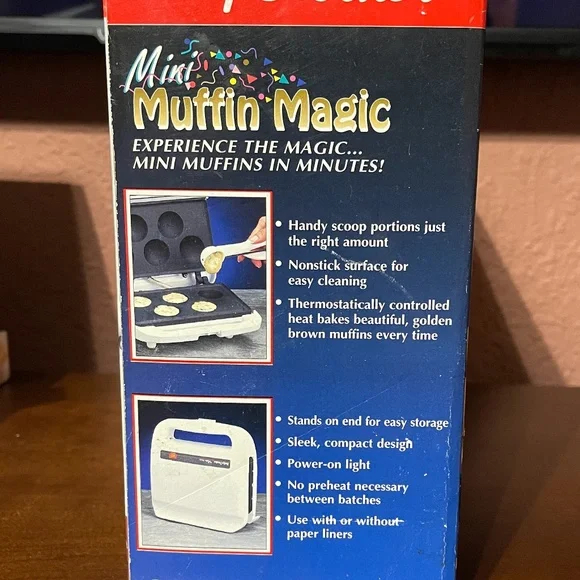 Mini
Muffin Magic
EXPERIENCE THE MAGIC...
MINI MUFFINS IN MINUTES!
• Handy scoop portions just
the right amount
• Nonstick surface for
easy cleaning
• Thermostatically controlled
heat bakes beautiful, golden
brown muffins every time
• Stands on end for easy storage
• Sleek, compact design
• Power-on light
• No preheat necessary
between batches
• Use with or without
paper liners